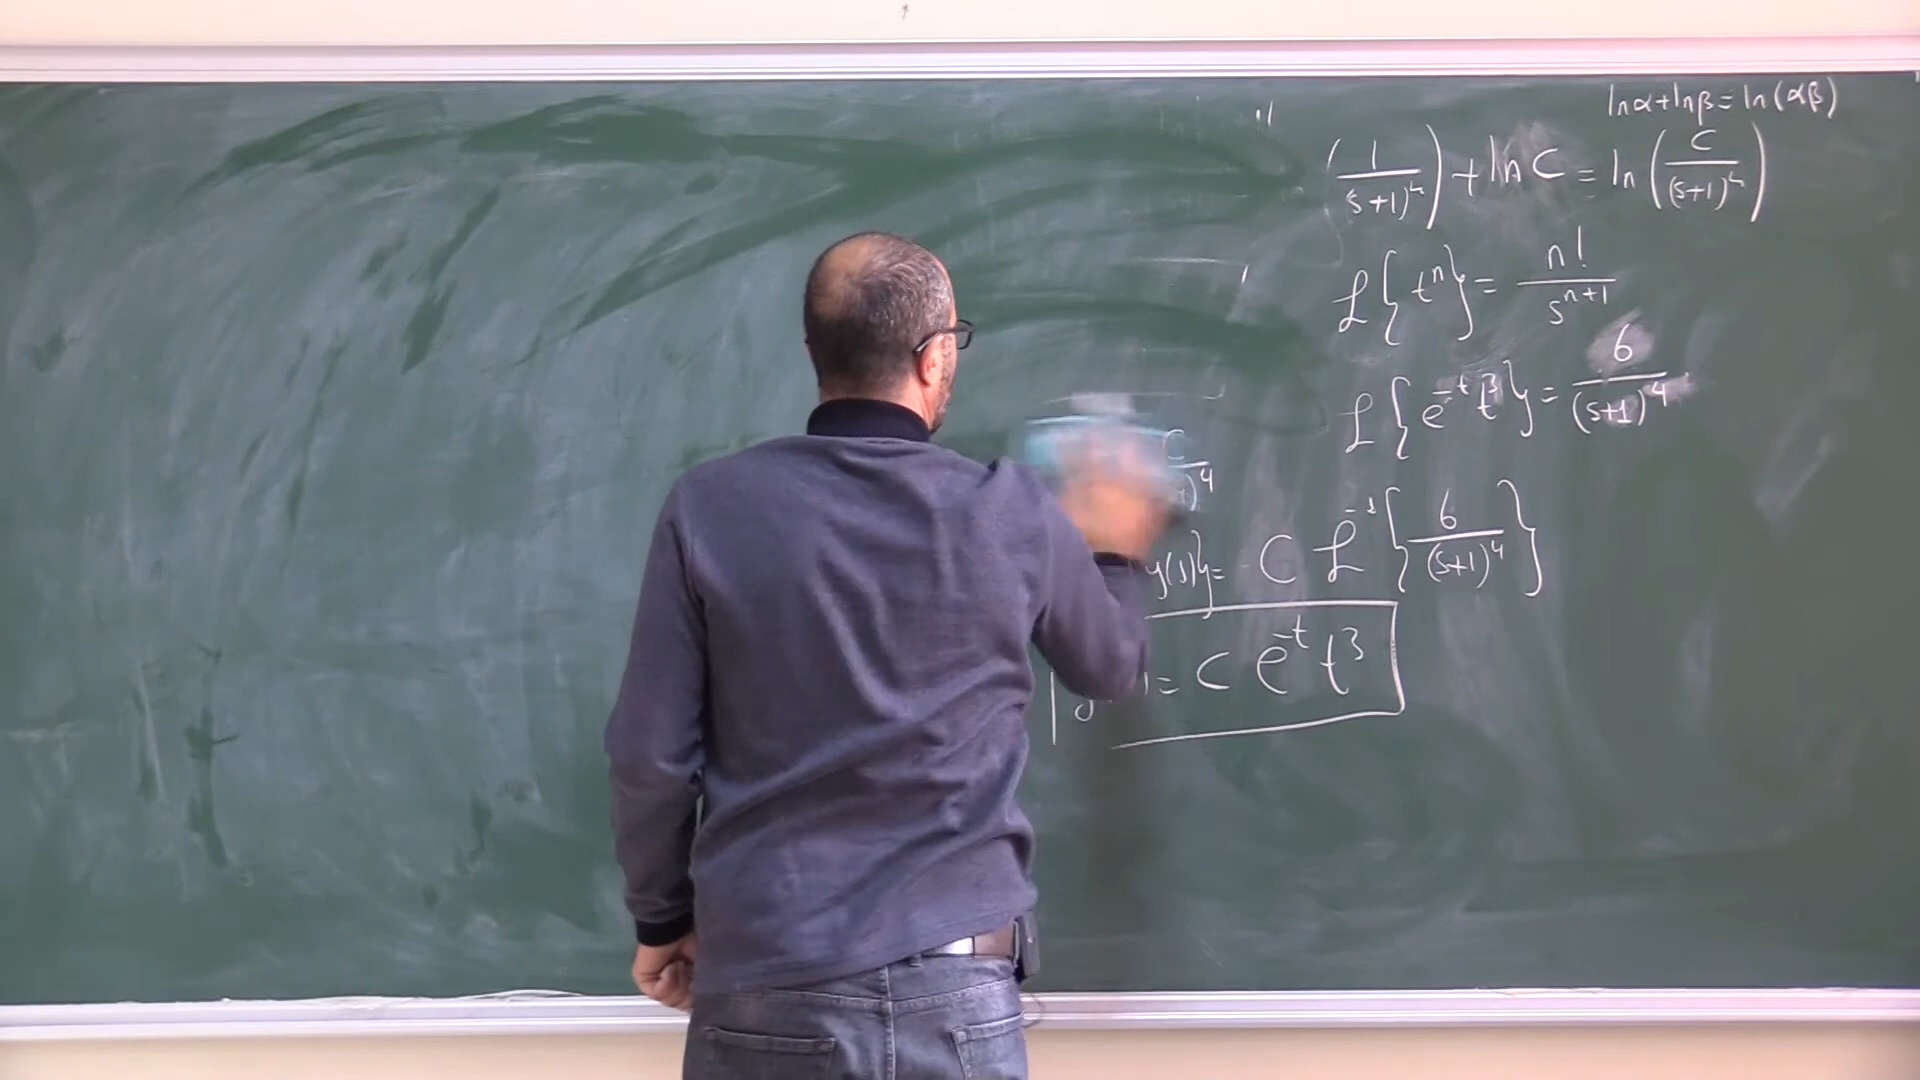 lnα+lnβ=ln(αβ)
(1/(s+1)^4)+ln C = ln(C/(s+1)^4)
ℒ{t^n}= n!/s^{n+1}
ℒ{e^{-t}t^3}= 6/(s+1)^4
C/ )^4
y(s)}= C ℒ^{-1}{6/(s+1)^4}
y = C e^{-t} t^3